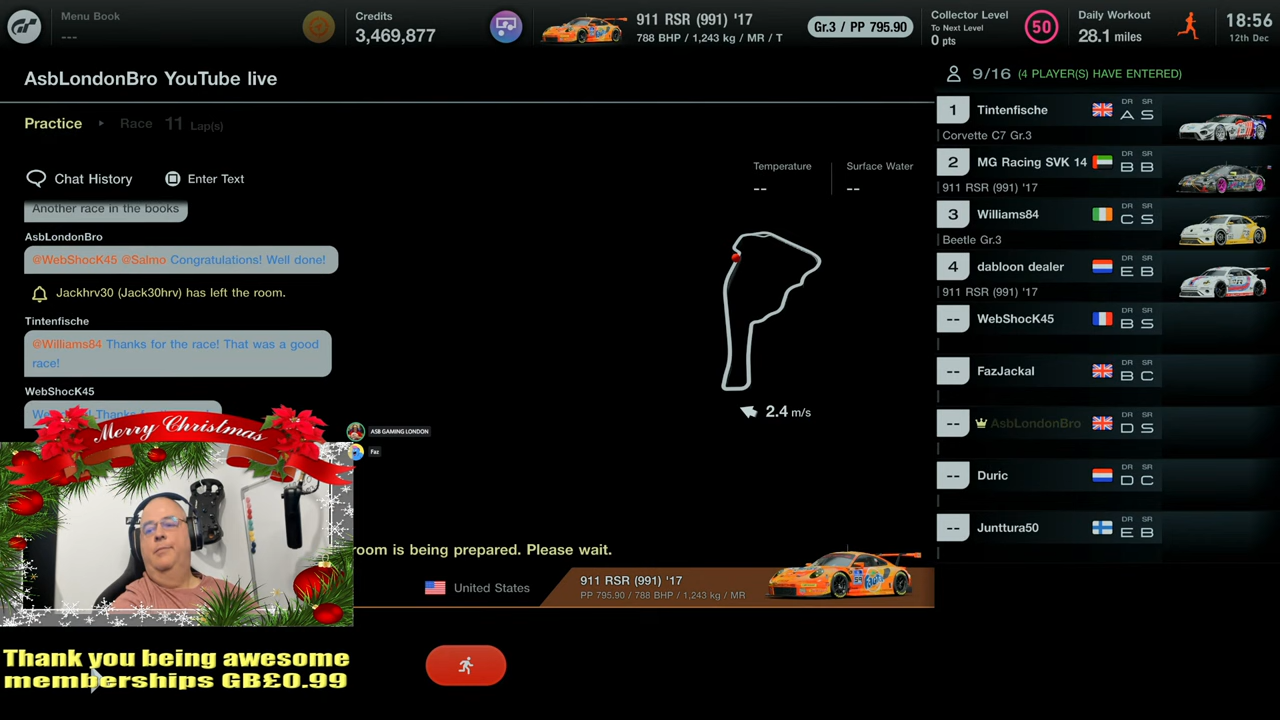 Menu Book
---
Credits
3,469,877
911 RSR (991) '17
788 BHP / 1,243 kg / MR / T
Gr.3 / PP 795.90
Collector Level
To Next Level
0 pts
50
Daily Workout
28.1 miles
18:56
12th Dec
AsbLondonBro YouTube live
9/16 (4 PLAYER(S) HAVE ENTERED)
Practice
Race 11 Lap(s)
Chat History
Enter Text
Temperature
--
Surface Water
--
Another race in the books
AsbLondonBro
@WebShocK45 @Salmo Congratulations! Well done!
Jackhrv30 (Jack30hrv) has left the room.
Tintenfische
@Williams84 Thanks for the race! That was a good
race!
WebShocK45
2.4 m/s
ASB GAMING LONDON
Faz
Merry Christmas
room is being prepared. Please wait.
United States
911 RSR (991) '17
PP 795.90 / 788 BHP / 1,243 kg / MR
Thank you being awesome
memberships GB£0.99
1 Tintenfische DR A SR S
Corvette C7 Gr.3
2 MG Racing SVK 14 DR B SR B
911 RSR (991) '17
3 Williams84 DR C SR S
Beetle Gr.3
4 dabloon dealer DR E SR B
911 RSR (991) '17
-- WebShocK45 DR B SR S
-- FazJackal DR B SR C
-- AsbLondonBro DR D SR S
-- Duric DR D SR C
-- Junttura50 DR E SR B